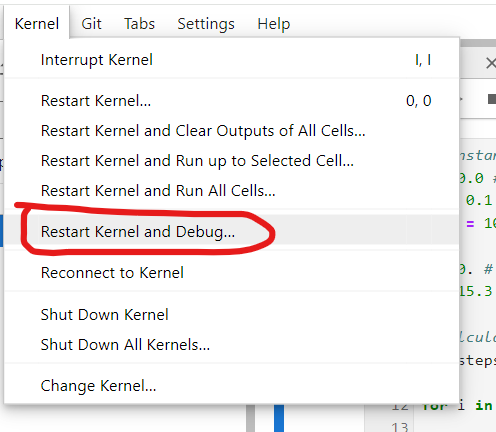 Kernel Git Tabs Settings Help
Interrupt Kernel I, I
Restart Kernel... 0, 0
Restart Kernel and Clear Outputs of All Cells...
Restart Kernel and Run up to Selected Cell...
Restart Kernel and Run All Cells...
Restart Kernel and Debug...
Reconnect to Kernel
Shut Down Kernel
Shut Down All Kernels...
Change Kernel...
nstan
0.0 #
0.1
= 10
0. #
15.3
lcula
steps
12 for i in
13